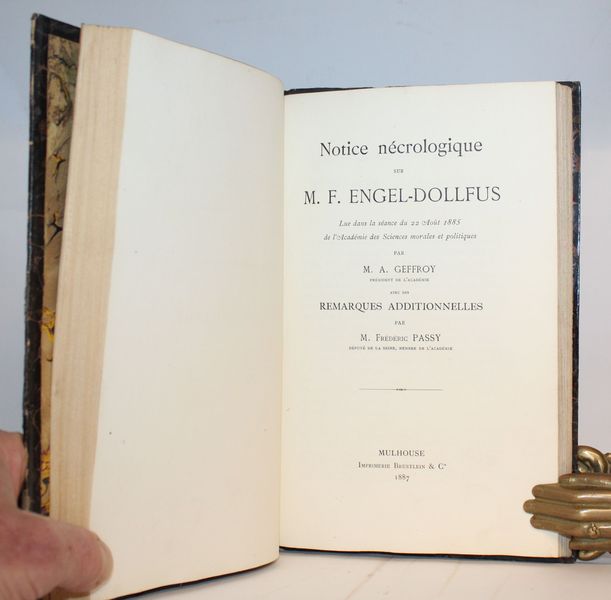 Notice nécrologique
SUR
M. F. ENGEL-DOLLFUS
Lue dans la séance du 22 Août 1885
de l'Académie des Sciences morales et politiques
PAR
M. A. GEFFROY
PRÉSIDENT DE L'ACADÉMIE
AVEC DES
REMARQUES ADDITIONNELLES
PAR
M. FRÉDÉRIC PASSY
DÉPUTÉ DE LA SEINE, MEMBRE DE L'ACADÉMIE
MULHOUSE
IMPRIMERIE BRUSTLEIN & Cie
1887